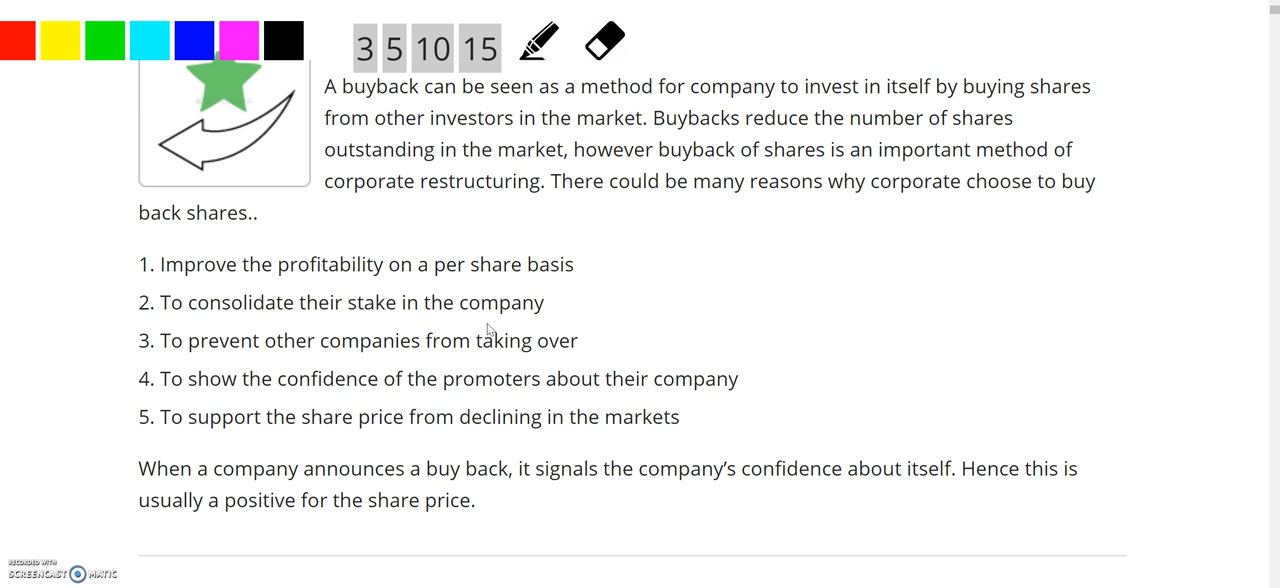 3 5 10 15
A buyback can be seen as a method for company to invest in itself by buying shares
from other investors in the market. Buybacks reduce the number of shares
outstanding in the market, however buyback of shares is an important method of
corporate restructuring. There could be many reasons why corporate choose to buy
back shares..
1. Improve the profitability on a per share basis
2. To consolidate their stake in the company
3. To prevent other companies from taking over
4. To show the confidence of the promoters about their company
5. To support the share price from declining in the markets
When a company announces a buy back, it signals the company’s confidence about itself. Hence this is
usually a positive for the share price.
RECORDED WITH
SCREENCAST MATIC